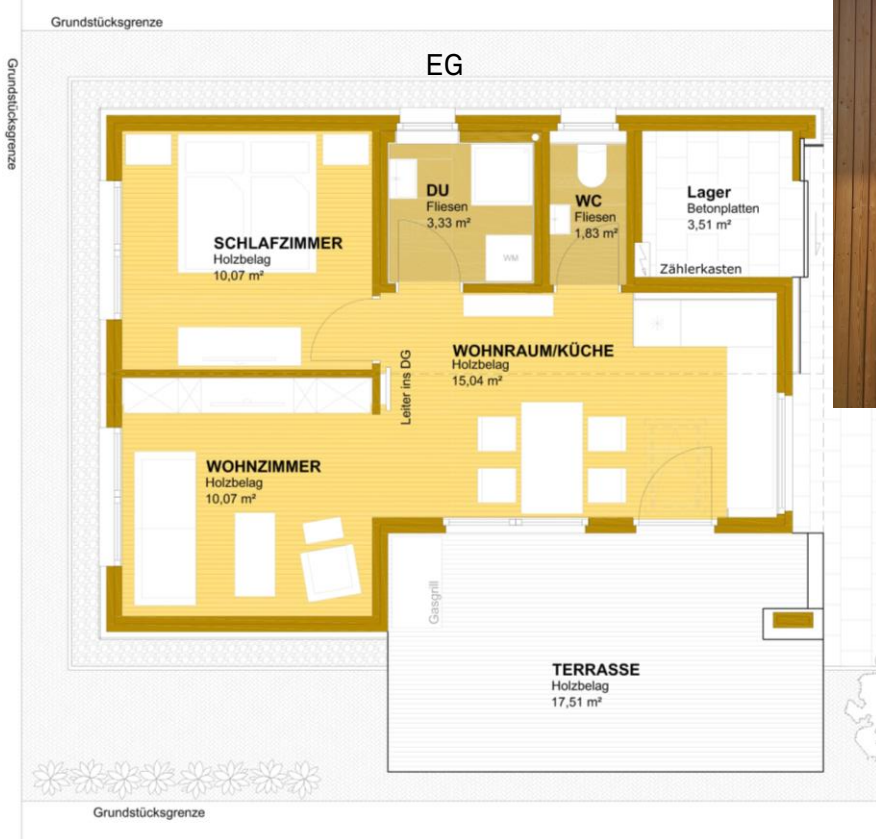 Grundstücksgrenze
Grundstücksgrenze
EG
DU
Fliesen
3,33 m²
WC
Fliesen
1,83 m²
Lager
Betonplatten
3,51 m²
Zählerkasten
SCHLAFZIMMER
Holzbelag
10,07 m²
WM
Leiter ins DG
WOHNRAUM/KÜCHE
Holzbelag
15,04 m²
WOHNZIMMER
Holzbelag
10,07 m²
Gasgrill
TERRASSE
Holzbelag
17,51 m²
Grundstücksgrenze